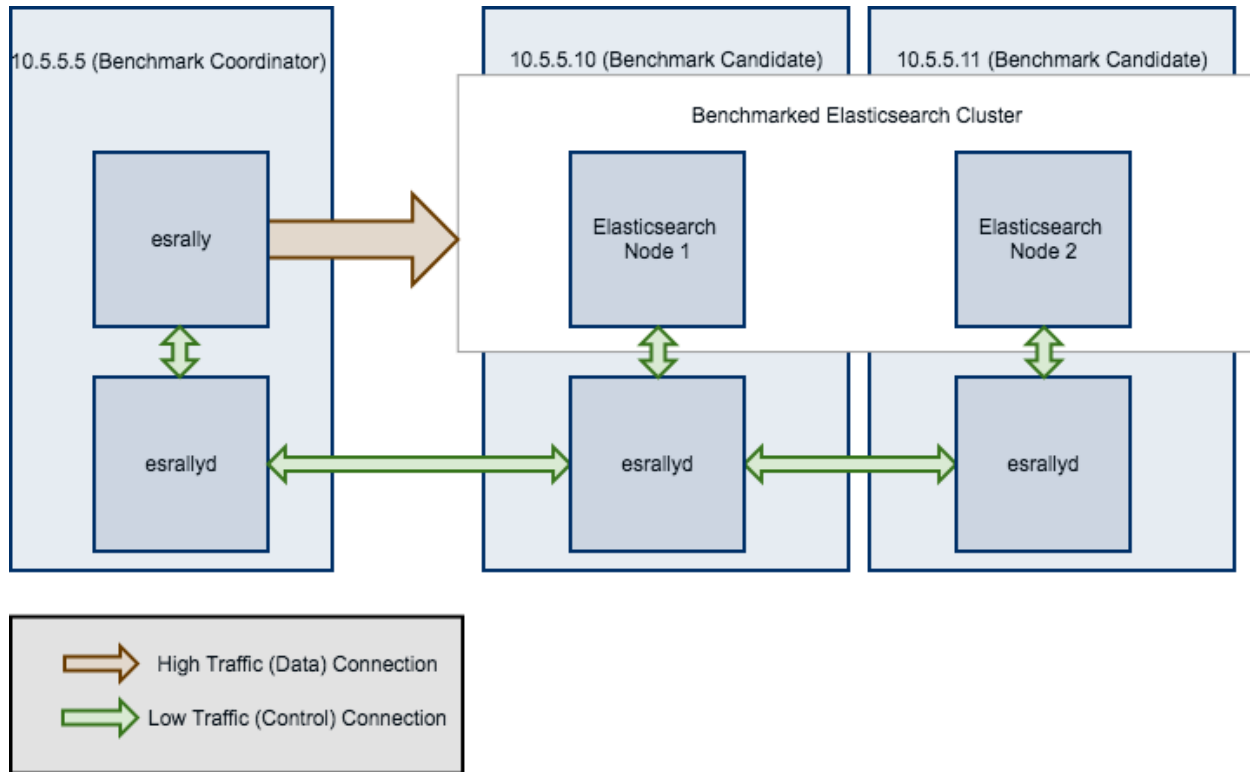 10.5.5.5 (Benchmark Coordinator)
10.5.5.10 (Benchmark Candidate)
10.5.5.11 (Benchmark Candidate)
Benchmarked Elasticsearch Cluster
esrally
Elasticsearch
Node 1
Elasticsearch
Node 2
esrallyd
esrallyd
esrallyd
High Traffic (Data) Connection
Low Traffic (Control) Connection